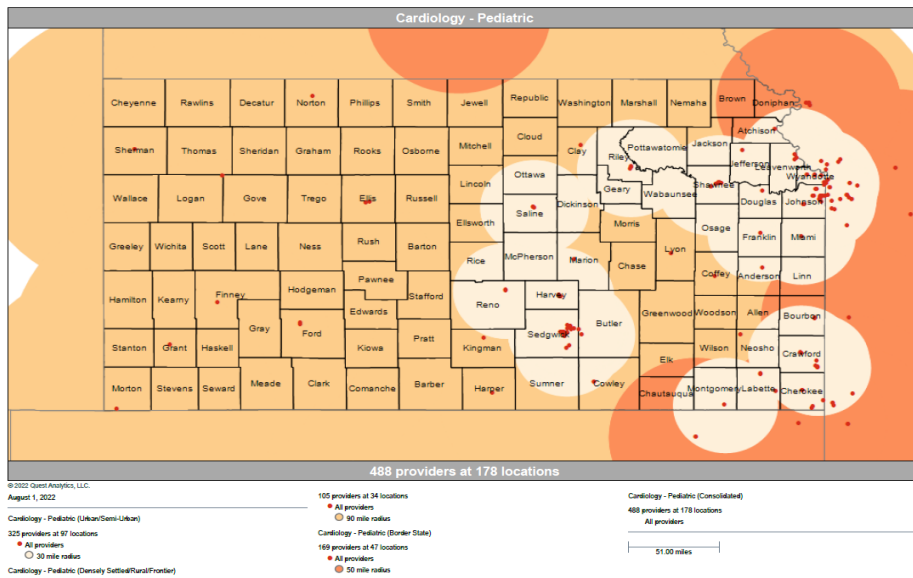 Cardiology - Pediatric
Cheyenne Rawlins Decatur Norton Phillips Smith Jewell Republic Washington Marshall Nemaha Brown Doniphan
Sherman Thomas Sheridan Graham Rooks Osborne Mitchell Cloud Clay Riley Pottawatomie Jackson Atchison
Jefferson Leavenworth Wyandotte
Wallace Logan Gove Trego Ellis Russell Lincoln Ottawa Geary Wabaunsee Shawnee Douglas Johnson
Saline Dickinson Morris Osage Franklin Miami
Greeley Wichita Scott Lane Ness Rush Barton Ellsworth
Rice McPherson Marion Chase Lyon Coffey Anderson Linn
Hamilton Kearny Finney Hodgeman Pawnee Stafford Reno Harvey
Gray Ford Edwards Sedgwick Butler Greenwood Woodson Allen Bourbon
Stanton Grant Haskell Kiowa Pratt Kingman Elk Wilson Neosho Crawford
Morton Stevens Seward Meade Clark Comanche Barber Harper Sumner Cowley Chautauqua Montgomery Labette Cherokee
488 providers at 178 locations
© 2022 Quest Analytics, LLC.
August 1, 2022
Cardiology - Pediatric (Urban/Semi-Urban)
325 providers at 97 locations
All providers
30 mile radius
Cardiology - Pediatric (Densely Settled/Rural/Frontier)
105 providers at 34 locations
All providers
90 mile radius
Cardiology - Pediatric (Border State)
169 providers at 47 locations
All providers
50 mile radius
Cardiology - Pediatric (Consolidated)
488 providers at 178 locations
All providers
51.00 miles